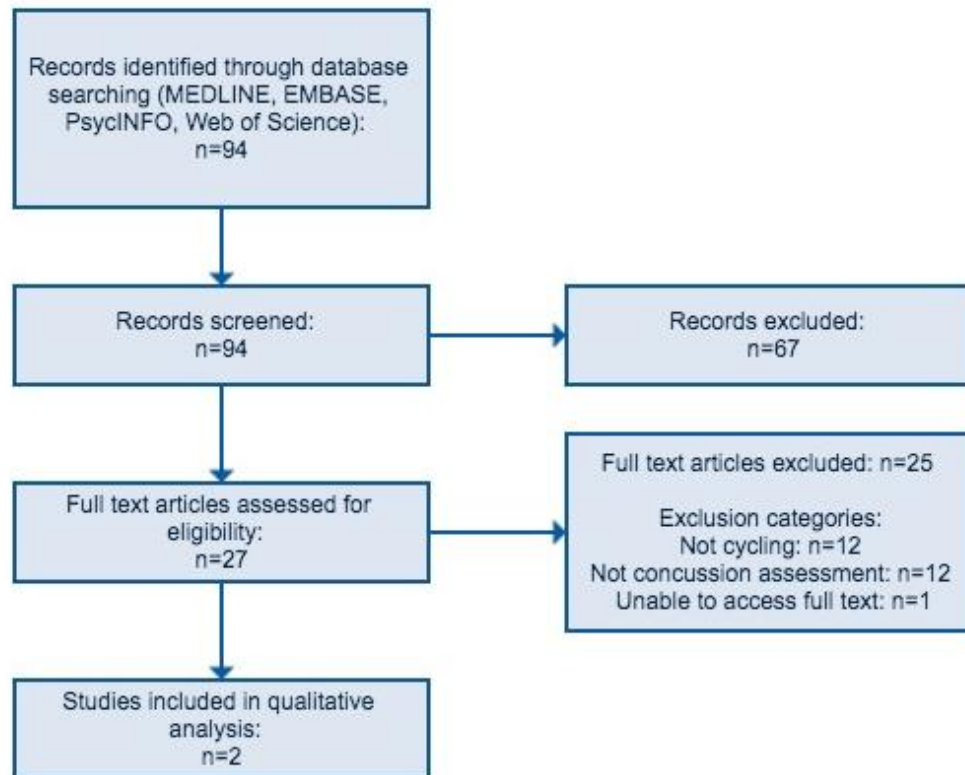 Records identified through database
searching (MEDLINE, EMBASE,
PsycINFO, Web of Science):
n=94
Records screened:
n=94
Records excluded:
n=67
Full text articles assessed for
eligibility:
n=27
Full text articles excluded: n=25
Exclusion categories:
Not cycling: n=12
Not concussion assessment: n=12
Unable to access full text: n=1
Studies included in qualitative
analysis:
n=2